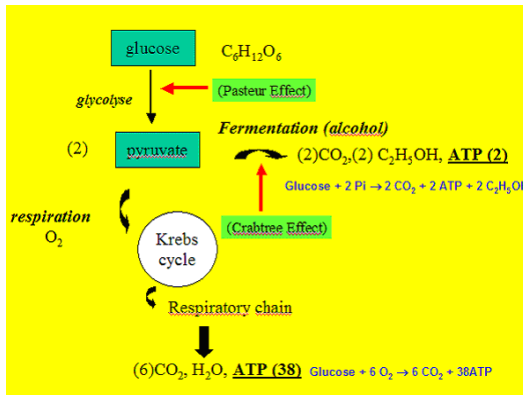 glucose
C₆H₁₂O₆
(Pasteur Effect)
glycolyse
Fermentation (alcohol)
(2)
pyruvate
(2)CO₂,(2) C₂H₅OH, ATP (2)
Glucose + 2 Pi → 2 CO₂ + 2 ATP + 2 C₂H₅OH
respiration
O₂
(Crabtree Effect)
Krebs
cycle
Respiratory chain
(6)CO₂, H₂O, ATP (38)
Glucose + 6 O₂ → 6 CO₂ + 38ATP